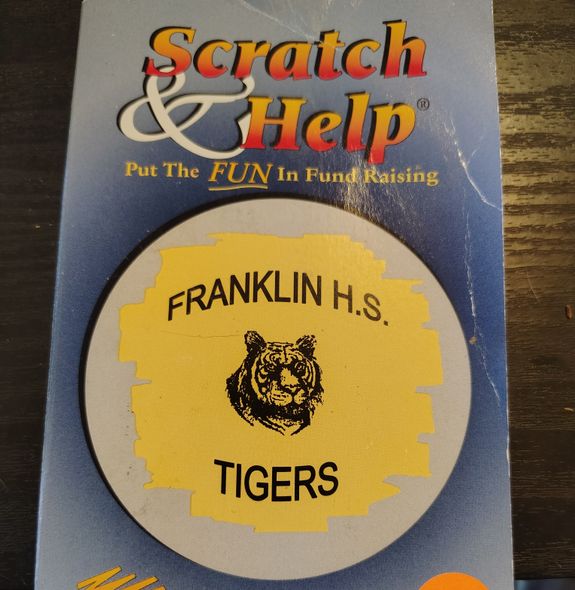 Scratch
& Help®
Put The FUN In Fund Raising
FRANKLIN H.S.
TIGERS